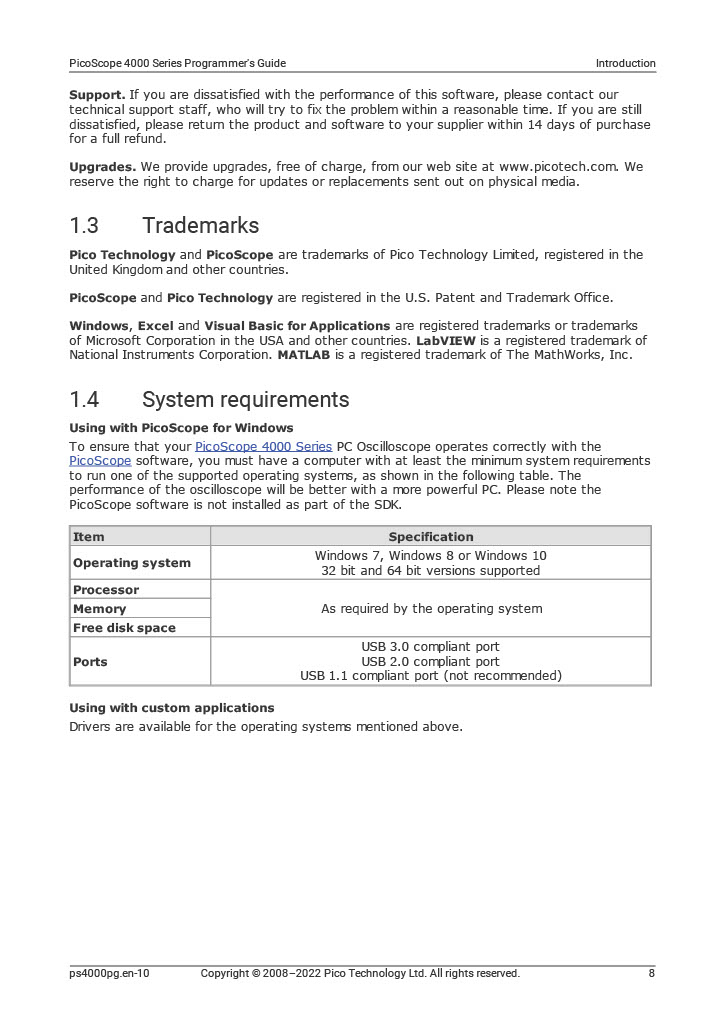 PicoScope 4000 Series Programmer's Guide Introduction
Support. If you are dissatisfied with the performance of this software, please contact our
technical support staff, who will try to fix the problem within a reasonable time. If you are still
dissatisfied, please return the product and software to your supplier within 14 days of purchase
for a full refund.
Upgrades. We provide upgrades, free of charge, from our web site at www.picotech.com. We
reserve the right to charge for updates or replacements sent out on physical media.
1.3 Trademarks
Pico Technology and PicoScope are trademarks of Pico Technology Limited, registered in the
United Kingdom and other countries.
PicoScope and Pico Technology are registered in the U.S. Patent and Trademark Office.
Windows, Excel and Visual Basic for Applications are registered trademarks or trademarks
of Microsoft Corporation in the USA and other countries. LabVIEW is a registered trademark of
National Instruments Corporation. MATLAB is a registered trademark of The MathWorks, Inc.
1.4 System requirements
Using with PicoScope for Windows
To ensure that your PicoScope 4000 Series PC Oscilloscope operates correctly with the
PicoScope software, you must have a computer with at least the minimum system requirements
to run one of the supported operating systems, as shown in the following table. The
performance of the oscilloscope will be better with a more powerful PC. Please note the
PicoScope software is not installed as part of the SDK.
Item Specification
Operating system
Windows 7, Windows 8 or Windows 10
32 bit and 64 bit versions supported
Processor
Memory
Free disk space
As required by the operating system
Ports
USB 3.0 compliant port
USB 2.0 compliant port
USB 1.1 compliant port (not recommended)
Using with custom applications
Drivers are available for the operating systems mentioned above.
ps4000pg.en-10 Copyright © 2008–2022 Pico Technology Ltd. All rights reserved. 8